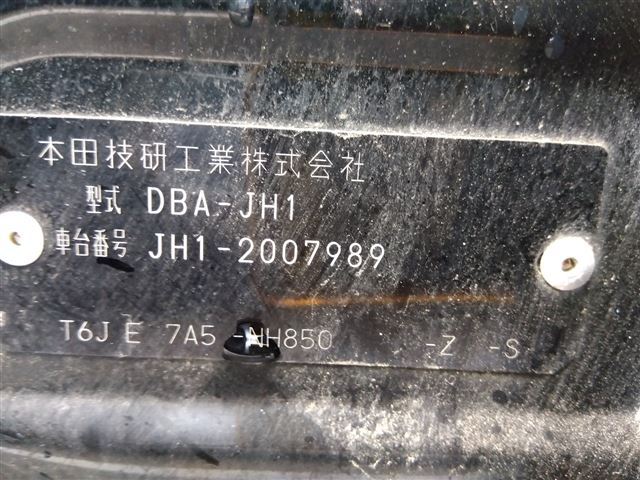 本田技研工業株式会社
型式 DBA-JH1
車台番号 JH1-2007989
T6J E 7A5 -NH850 -Z -S